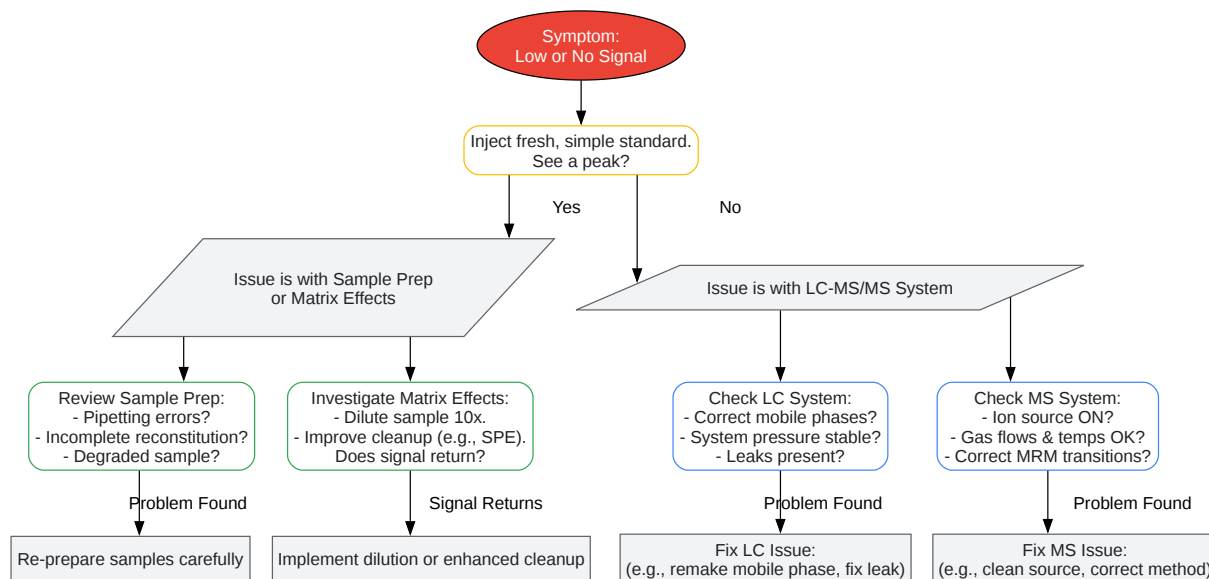 Symptom:
Low or No Signal
Inject fresh, simple standard.
See a peak?
Yes
No
Issue is with Sample Prep
or Matrix Effects
Issue is with LC-MS/MS System
Review Sample Prep:
- Pipetting errors?
- Incomplete reconstitution?
- Degraded sample?
Investigate Matrix Effects:
- Dilute sample 10x.
- Improve cleanup (e.g., SPE).
Does signal return?
Check LC System:
- Correct mobile phases?
- System pressure stable?
- Leaks present?
Check MS System:
- Ion source ON?
- Gas flows & temps OK?
- Correct MRM transitions?
Problem Found
Signal Returns
Problem Found
Problem Found
Re-prepare samples carefully
Implement dilution or enhanced cleanup
Fix LC Issue:
(e.g., remake mobile phase, fix leak)
Fix MS Issue:
(e.g., clean source, correct method)